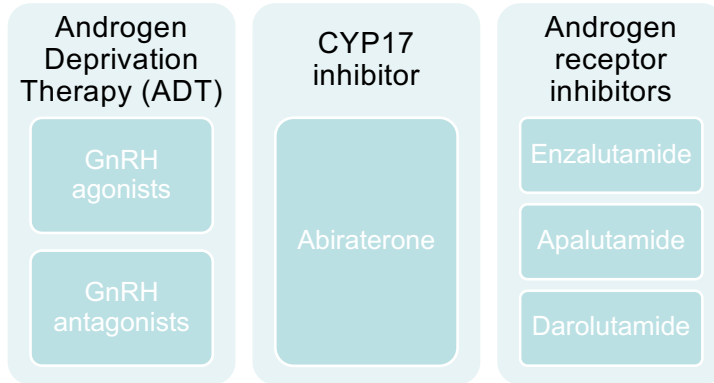 Androgen
Deprivation
Therapy (ADT)
GnRH
agonists
GnRH
antagonists
CYP17
inhibitor
Abiraterone
Androgen
receptor
inhibitors
Enzalutamide
Apalutamide
Darolutamide